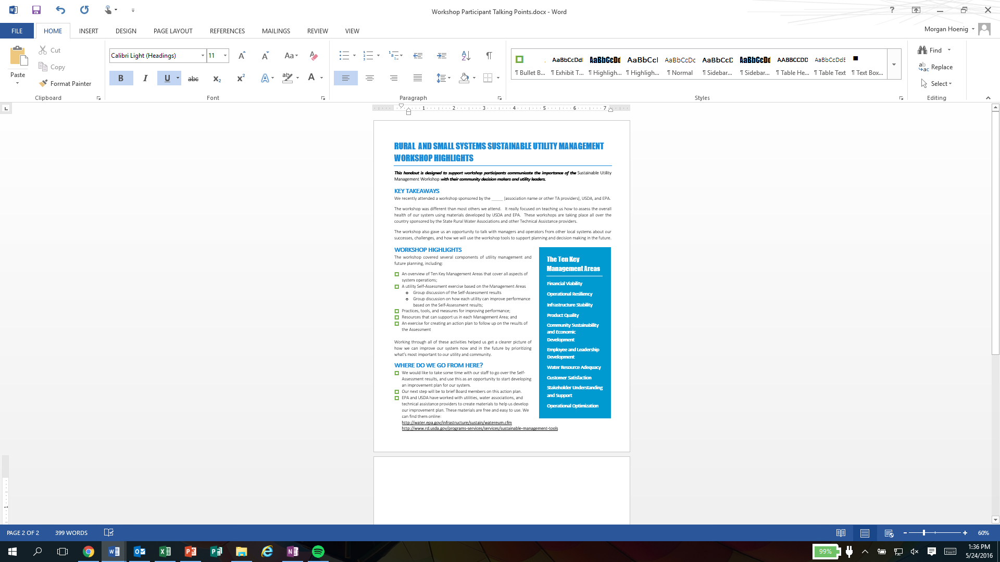 Workshop Participant Talking Points.docx - Word
?
FILE HOME INSERT DESIGN PAGE LAYOUT REFERENCES MAILINGS REVIEW VIEW
Morgan Hoenig
Paste
Cut
Copy
Format Painter
Clipboard
Calibri Light (Headings) 11
B I U abc X₂ X²
Font
Paragraph
AaBbCcDdI AaBbCcDd AaBbCcI AaBbCcDc AaBbCcD AaBbCcDd AABBCCDD AaBbCcDdE
¶ Bullet B... ¶ Exhibit T... ¶ Highligh... ¶ Highligh... ¶ Normal ¶ Sidebar... ¶ Sidebar... ¶ Table He... ¶ Table Text ¶ Text Box...
Styles
Find
Replace
Select
Editing
1 2 3 4 5 6 7
RURAL AND SMALL SYSTEMS SUSTAINABLE UTILITY MANAGEMENT
WORKSHOP HIGHLIGHTS
This handout is designed to support workshop participants communicate the importance of the Sustainable Utility
Management Workshop with their community decision makers and utility leaders.
KEY TAKEAWAYS
We recently attended a workshop sponsored by the _____ [association name or other TA providers], USDA, and EPA.
The workshop was different than most others we attend. It really focused on teaching us how to assess the overall
health of our system using materials developed by USDA and EPA. These workshops are taking place all over the
country sponsored by the State Rural Water Associations and other Technical Assistance providers.
The workshop also gave us an opportunity to talk with managers and operators from other local systems about our
successes, challenges, and how we will use the workshop tools to support planning and decision making in the future.
WORKSHOP HIGHLIGHTS
The workshop covered several components of utility management and
future planning, including:
An overview of Ten Key Management Areas that cover all aspects of
system operations;
A utility Self-Assessment exercise based on the Management Areas
o Group discussion of the Self-Assessment results
o Group discussion on how each utility can improve performance
based on the Self-Assessment results;
Practices, tools, and measures for improving performance;
Resources that can support us in each Management Area; and
An exercise for creating an action plan to follow up on the results of
the Assessment
Working through all of these activities helped us get a clearer picture of
how we can improve our system now and in the future by prioritizing
what's most important to our utility and community.
WHERE DO WE GO FROM HERE?
We would like to take some time with our staff to go over the Self-
Assessment results, and use this as an opportunity to start developing
an improvement plan for our system.
Our next step will be to brief Board members on this action plan.
EPA and USDA have worked with utilities, water associations, and
technical assistance providers to create materials to help us develop
our improvement plan. These materials are free and easy to use. We
can find them online:
http://water.epa.gov/infrastructure/sustain/watereum.cfm
http://www.rd.usda.gov/programs-services/services/sustainable-management-tools
The Ten Key
Management Areas
Financial Viability
Operational Resiliency
Infrastructure Stability
Product Quality
Community Sustainability
and Economic
Development
Employee and Leadership
Development
Water Resource Adequacy
Customer Satisfaction
Stakeholder Understanding
and Support
Operational Optimization
1
PAGE 2 OF 2 399 WORDS
60%
99%
1:36 PM
5/24/2016